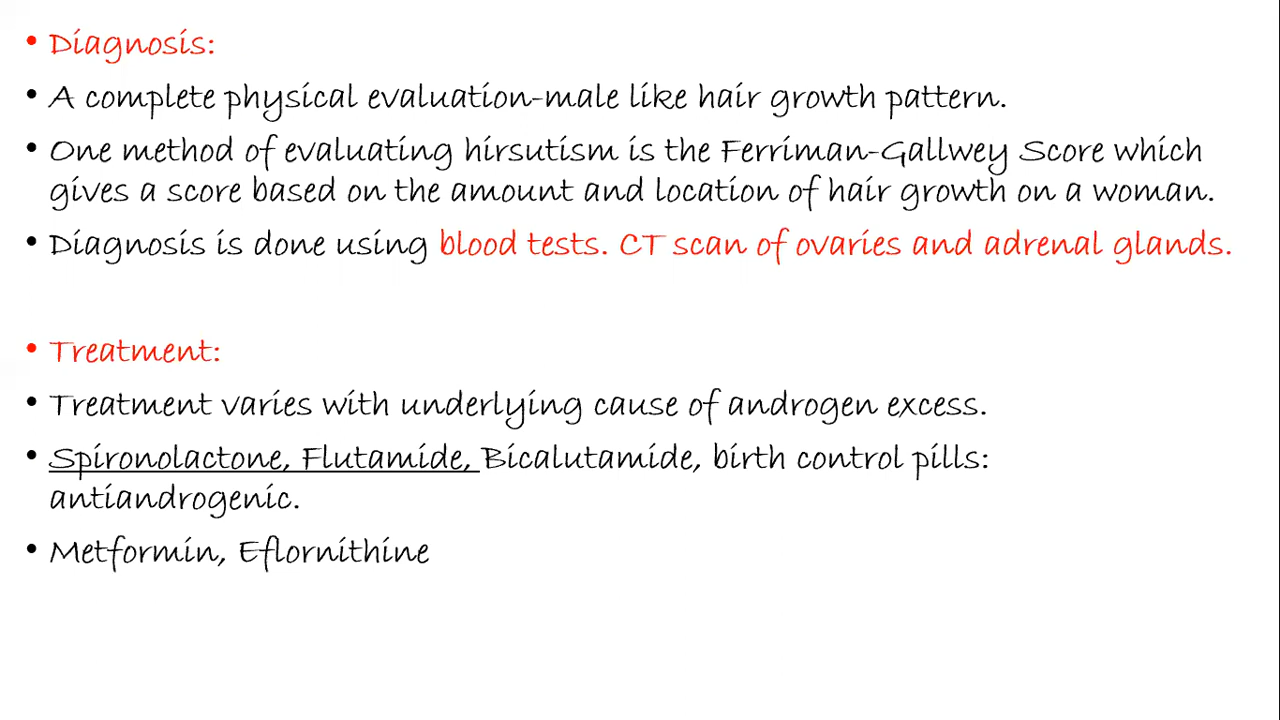 • Diagnosis:
• A complete physical evaluation-male like hair growth pattern.
• One method of evaluating hirsutism is the Ferriman-Gallwey Score which
gives a score based on the amount and location of hair growth on a woman.
• Diagnosis is done using blood tests. CT scan of ovaries and adrenal glands.
• Treatment:
• Treatment varies with underlying cause of androgen excess.
• Spironolactone, Flutamide, Bicalutamide, birth control pills:
antiandrogenic.
• Metformin, Eflornithine